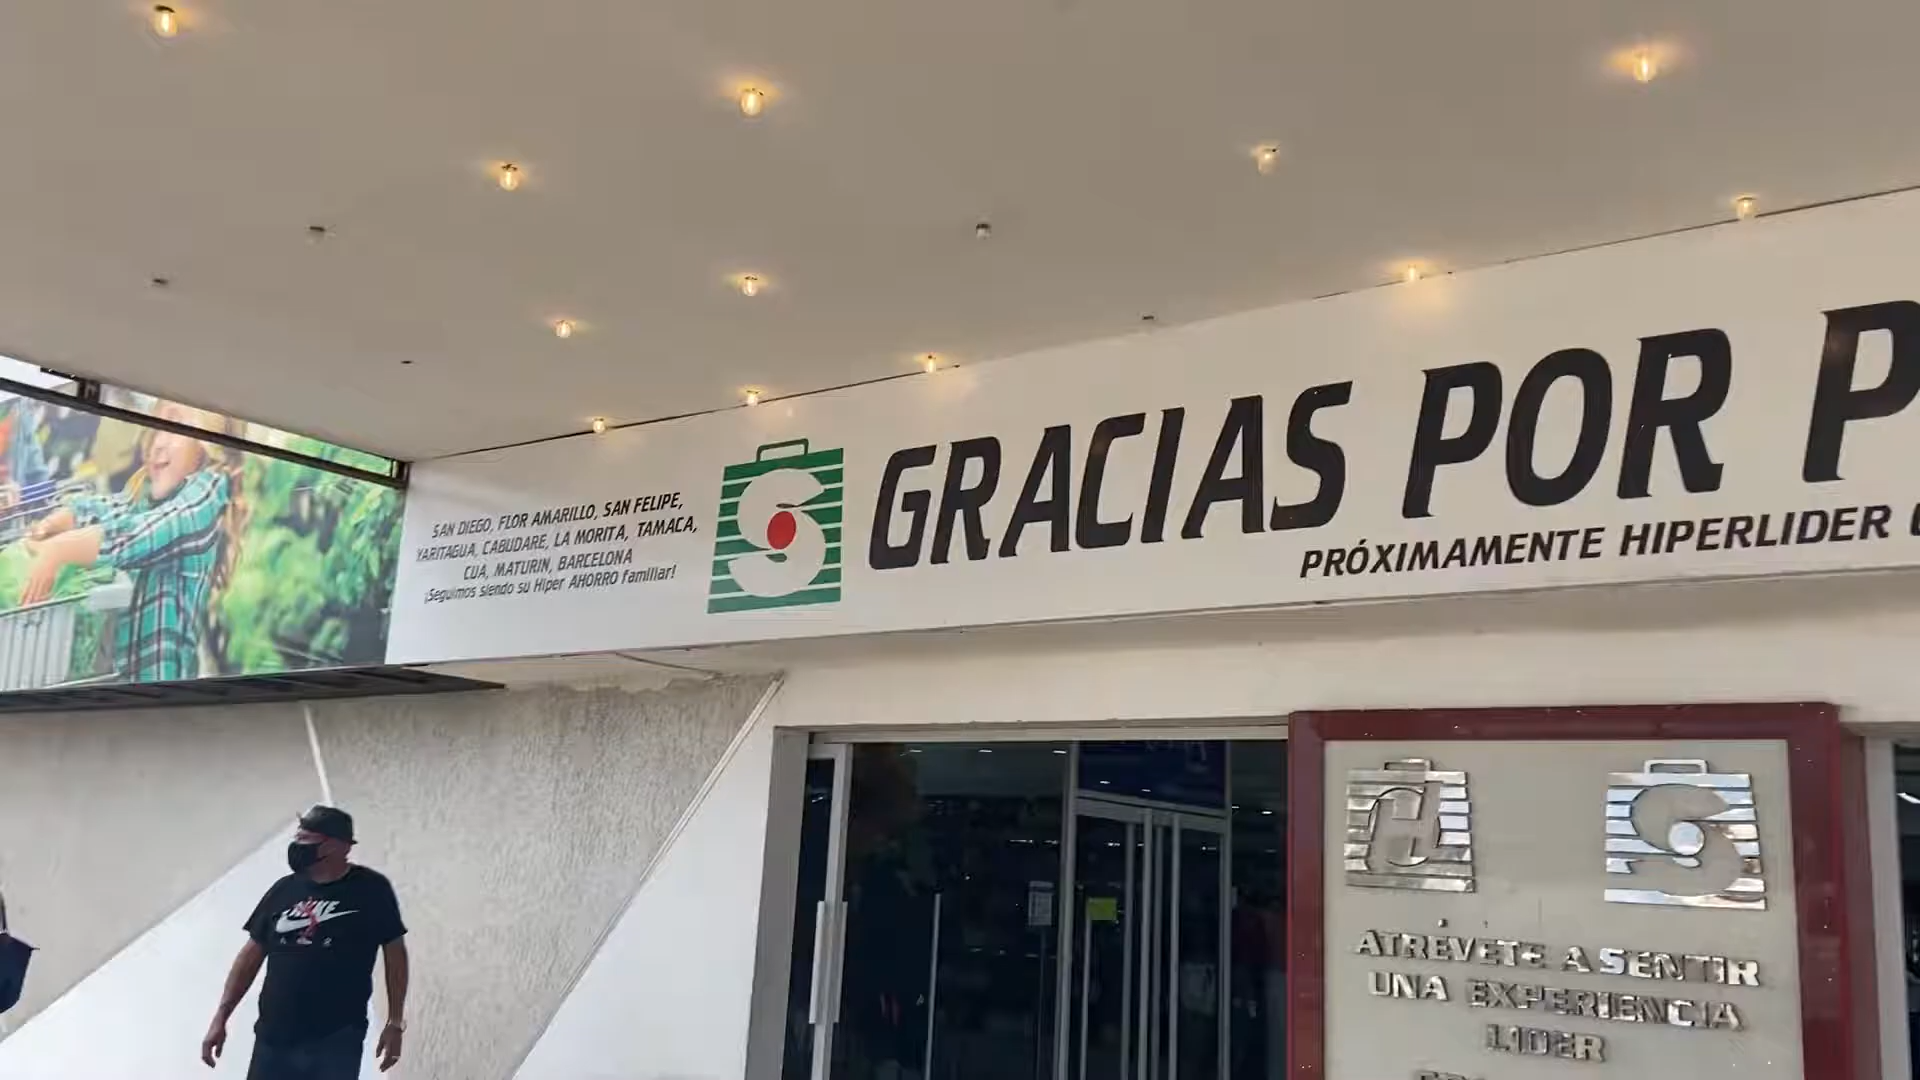 SAN DIEGO, FLOR AMARILLO, SAN FELIPE,
YARITAGUA, CABUDARE, LA MORITA, TAMACA,
CUA, MATURIN, BARCELONA
¡Seguimos siendo su Hiper AHORRO familiar!
GRACIAS POR P
PRÓXIMAMENTE HIPERLIDER
NIKE
ATRÉVETE A SENTIR
UNA EXPERIENCIA
LIDER